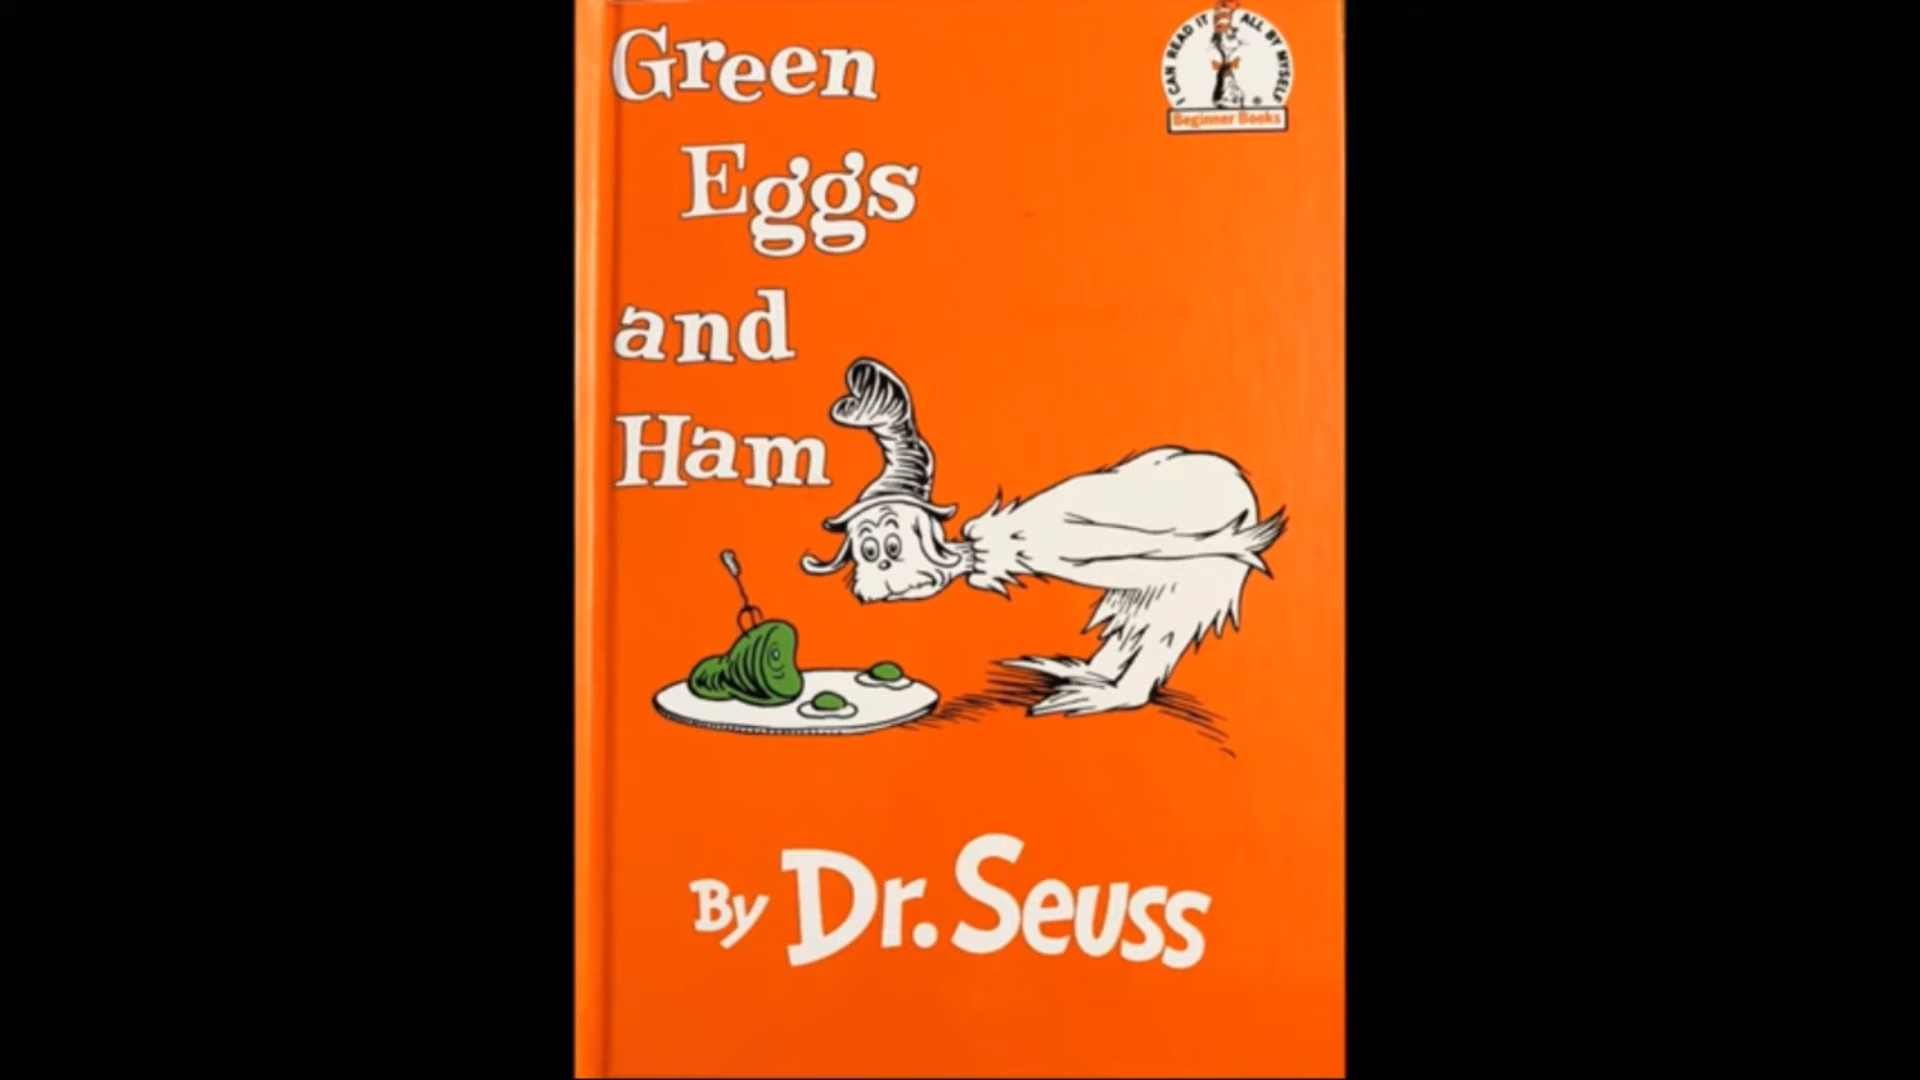 Green
Eggs
and
Ham
I CAN READ IT ALL BY MYSELF
®
Beginner Books
By Dr. Seuss